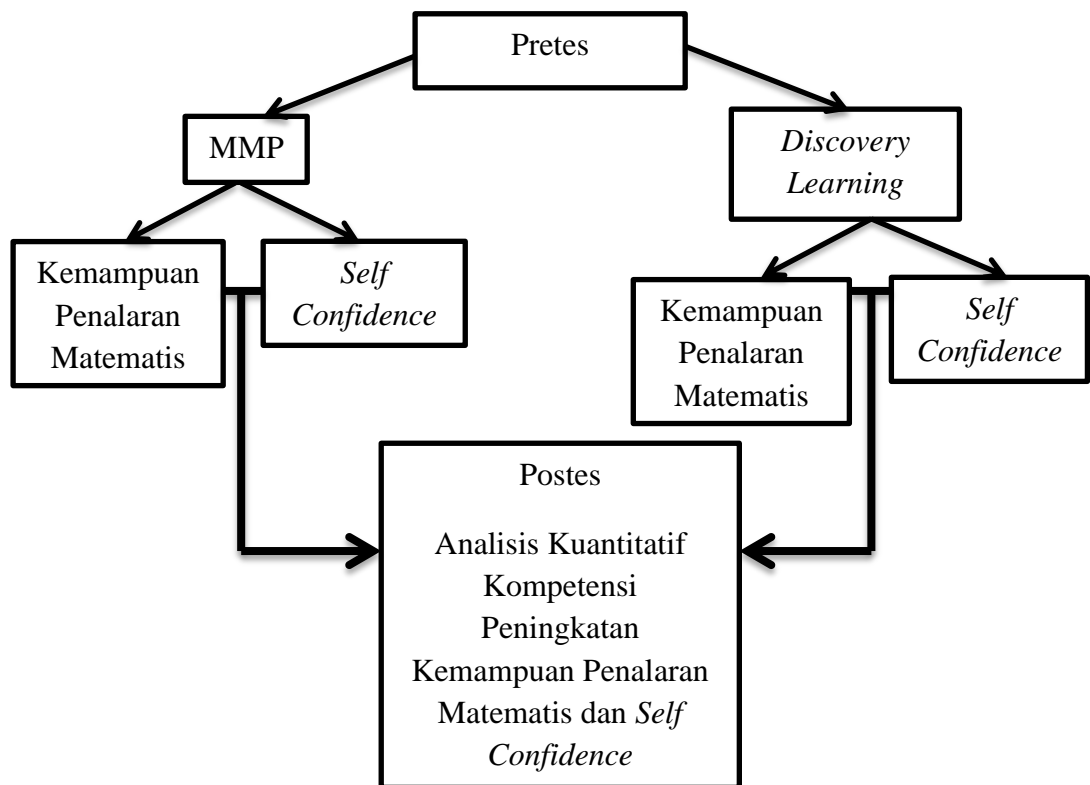 Pretes
MMP
Discovery
Learning
Kemampuan
Penalaran
Matematis
Self
Confidence
Kemampuan
Penalaran
Matematis
Self
Confidence
Postes
Analisis Kuantitatif
Kompetensi
Peningkatan
Kemampuan Penalaran
Matematis dan Self
Confidence